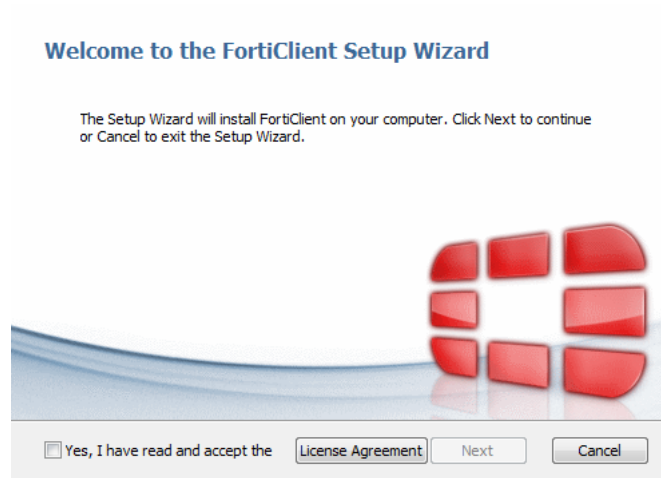 Welcome to the FortiClient Setup Wizard
The Setup Wizard will install FortiClient on your computer. Click Next to continue
or Cancel to exit the Setup Wizard.
Yes, I have read and accept the
License Agreement
Next
Cancel